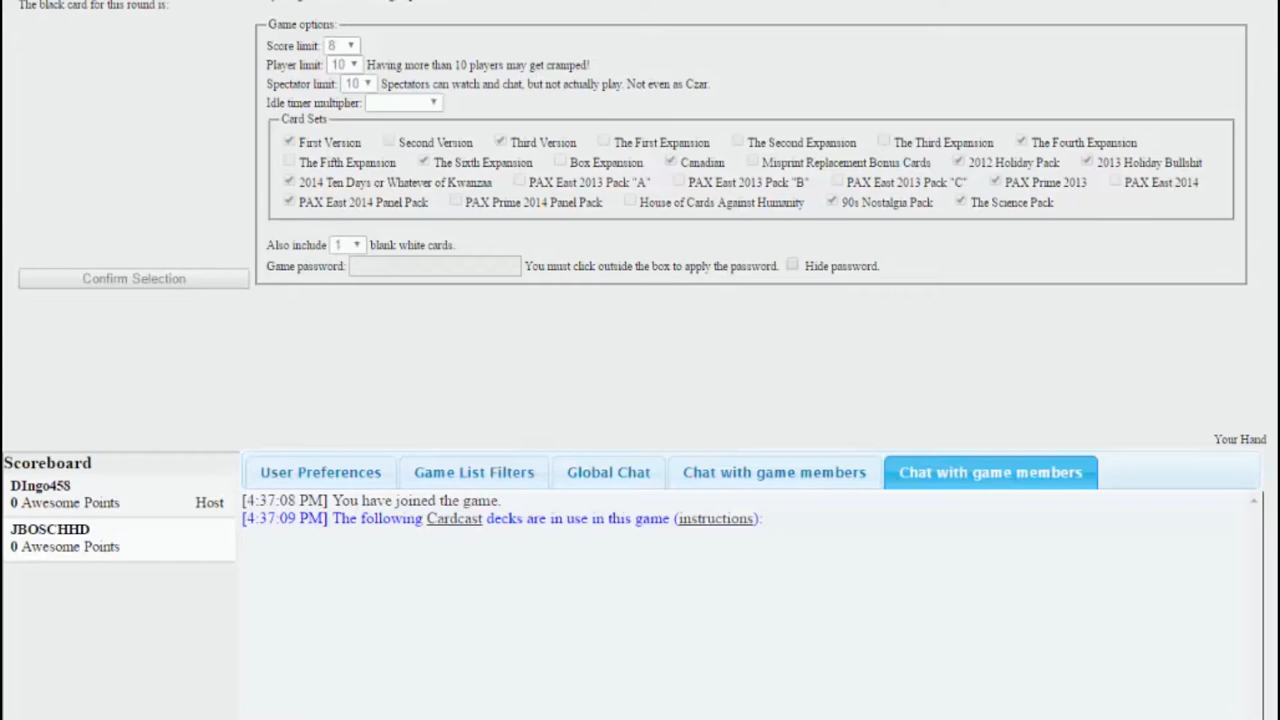 The black card for this round is:
Game options:
Score limit: 8
Player limit: 10 Having more than 10 players may get cramped!
Spectator limit: 10 Spectators can watch and chat, but not actually play. Not even as Czar.
Idle timer multiplier:
Card Sets
First Version Second Version Third Version The First Expansion The Second Expansion The Third Expansion The Fourth Expansion
The Fifth Expansion The Sixth Expansion Box Expansion Canadian Misprint Replacement Bonus Cards 2012 Holiday Pack 2013 Holiday Bullshit
2014 Ten Days or Whatever of Kwanzaa PAX East 2013 Pack "A" PAX East 2013 Pack "B" PAX East 2013 Pack "C" PAX Prime 2013 PAX East 2014
PAX East 2014 Panel Pack PAX Prime 2014 Panel Pack House of Cards Against Humanity 90s Nostalgia Pack The Science Pack
Also include 1 blank white cards.
Game password: You must click outside the box to apply the password. Hide password.
Confirm Selection
Your Hand
Scoreboard
DIngo458
0 Awesome Points Host
JBOSCHHD
0 Awesome Points
User Preferences Game List Filters Global Chat Chat with game members Chat with game members
[4:37:08 PM] You have joined the game.
[4:37:09 PM] The following Cardcast decks are in use in this game (instructions):